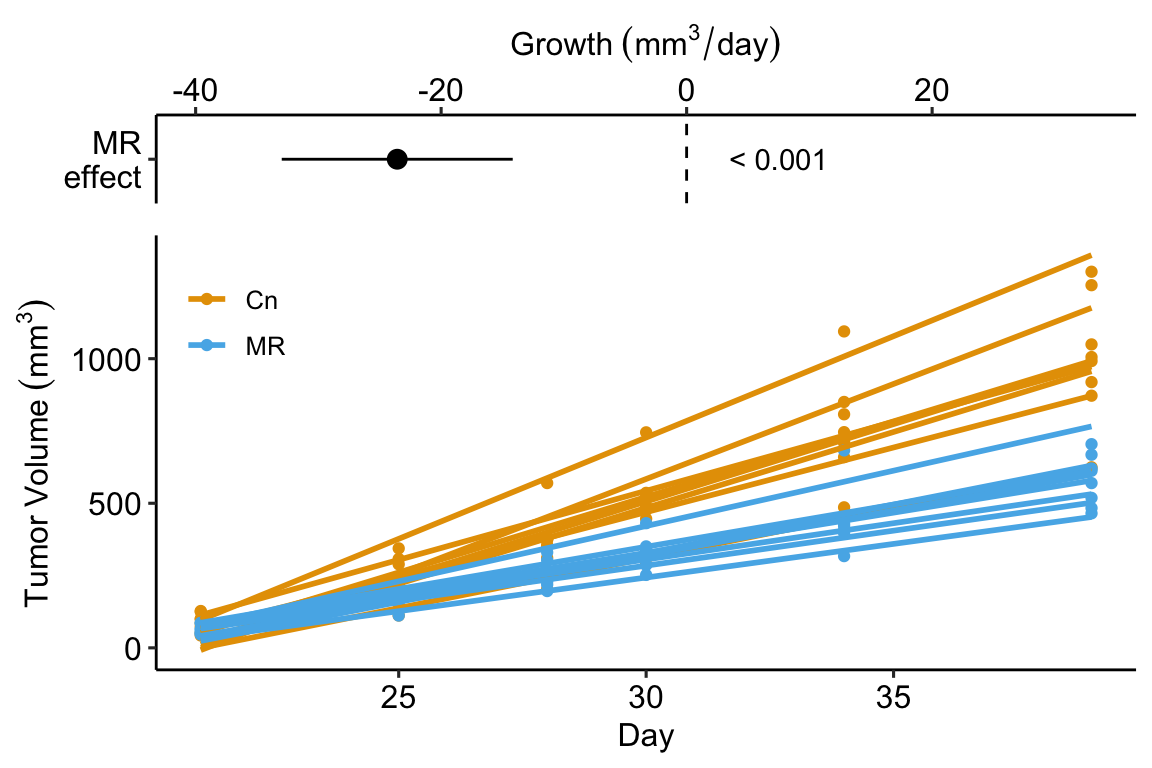 Growth (mm³/day)
-40 -20 0 20
MR
effect
< 0.001
Cn
MR
Tumor Volume (mm³)
1000
500
0
25 30 35
Day